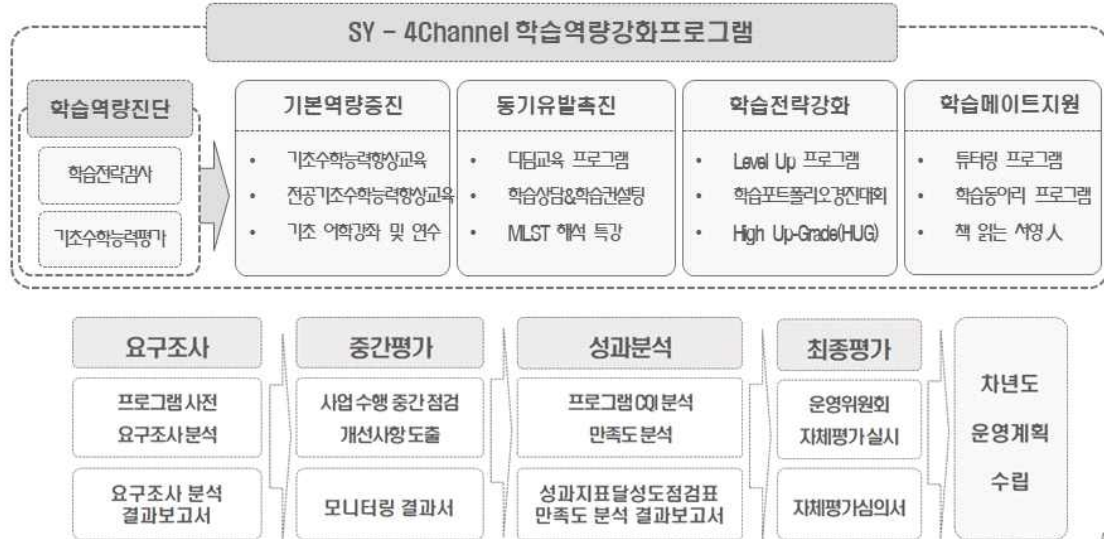 SY - 4Channel 학습역량강화프로그램
학습역량진단
학습전략검사
기초수학능력평가
기본역량증진
• 기초수학능력향상교육
• 전공기초수학능력향상교육
• 기초 어학강좌 및 연수
동기유발촉진
• 디딤교육 프로그램
• 학습상담&학습컨설팅
• MLST 해석 특강
학습전략강화
• Level Up 프로그램
• 학습포트폴리오경진대회
• High Up-Grade(HUG)
학습메이트지원
• 튜터링 프로그램
• 학습동아리 프로그램
• 책 읽는 서영人
요구조사
프로그램 사전
요구조사 분석
요구조사 분석
결과보고서
중간평가
사업 수행 중간 점검
개선사항 도출
모니터링 결과서
성과분석
프로그램 CQI 분석
만족도 분석
성과지표달성도점검표
만족도 분석 결과보고서
최종평가
운영위원회
자체평가 실시
자체평가심의서
차년도
운영계획
수립